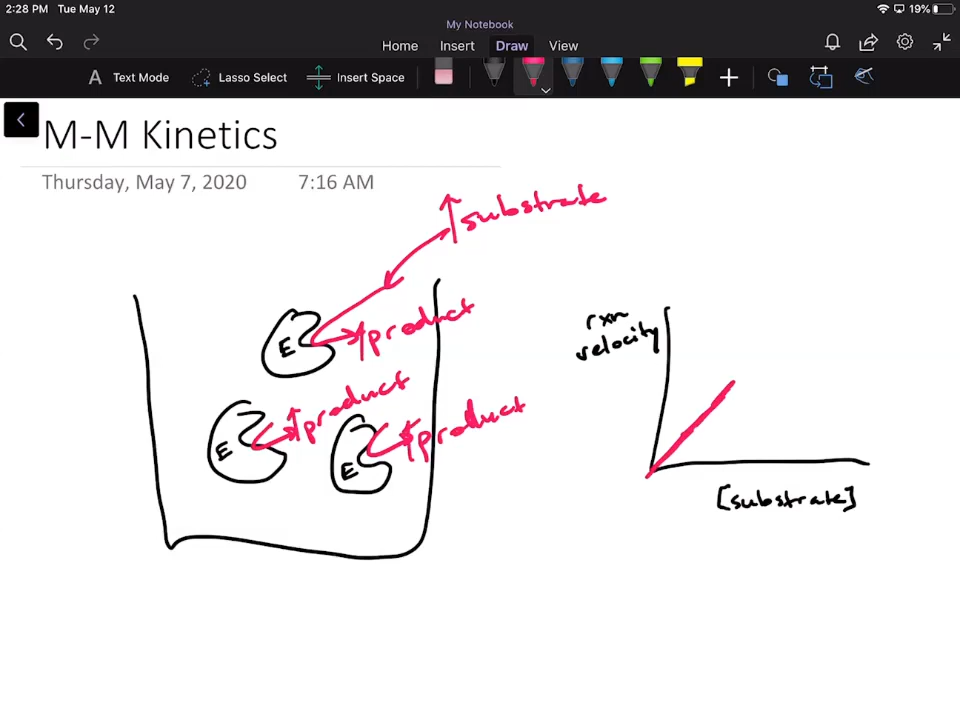 2:28 PM Tue May 12
19%
My Notebook
Home Insert Draw View
A Text Mode Lasso Select Insert Space
M-M Kinetics
Thursday, May 7, 2020 7:16 AM
↑substrate
E
↑product
E
↑product
E
↑product
rxn
velocity
[substrate]